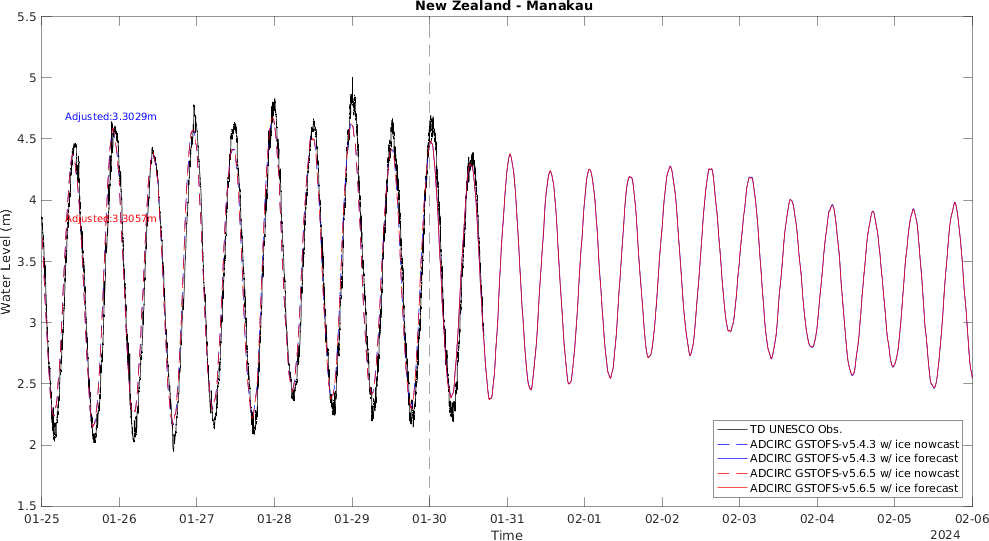 New Zealand - Manakau
5.5
5
4.5
4
3.5
3
2.5
2
1.5
Water Level (m)
Adjusted:3.3029m
Adjusted:3.3057m
TD UNESCO Obs.
ADCIRC GSTOFS-v5.4.3 w/ ice nowcast
ADCIRC GSTOFS-v5.4.3 w/ ice forecast
ADCIRC GSTOFS-v5.6.5 w/ ice nowcast
ADCIRC GSTOFS-v5.6.5 w/ ice forecast
01-25 01-26 01-27 01-28 01-29 01-30 01-31 02-01 02-02 02-03 02-04 02-05 02-06
Time
2024